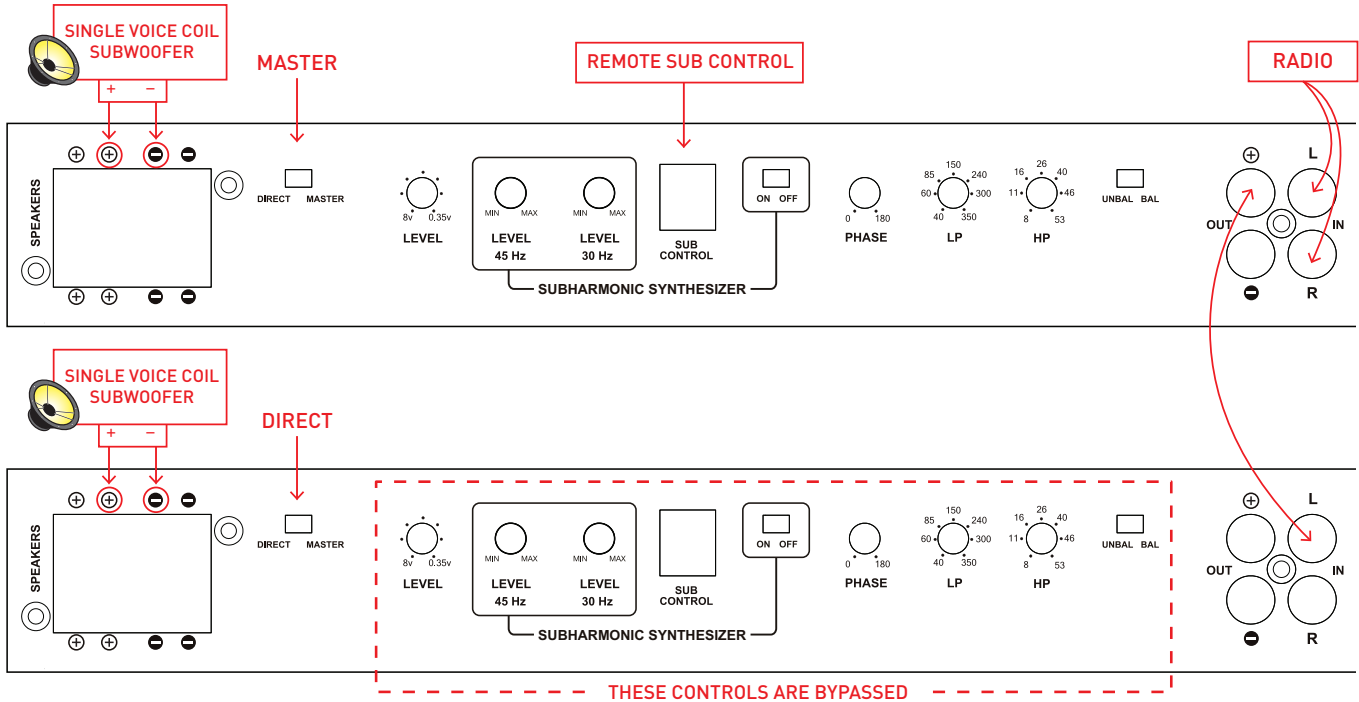 SINGLE VOICE COIL
SUBWOOFER
+ −
MASTER
REMOTE SUB CONTROL
RADIO
SPEAKERS
DIRECT MASTER
8v 0.35v
LEVEL
MIN MAX
LEVEL
45 Hz
MIN MAX
LEVEL
30 Hz
SUBHARMONIC SYNTHESIZER
SUB
CONTROL
ON OFF
0 180
PHASE
150
85 240
60 300
40 350
LP
26
16 40
11 46
8 53
HP
UNBAL BAL
L
OUT IN
R
SINGLE VOICE COIL
SUBWOOFER
+ −
DIRECT
SPEAKERS
DIRECT MASTER
8v 0.35v
LEVEL
MIN MAX
LEVEL
45 Hz
MIN MAX
LEVEL
30 Hz
SUBHARMONIC SYNTHESIZER
SUB
CONTROL
ON OFF
0 180
PHASE
150
85 240
60 300
40 350
LP
26
16 40
11 46
8 53
HP
UNBAL BAL
L
OUT IN
R
THESE CONTROLS ARE BYPASSED